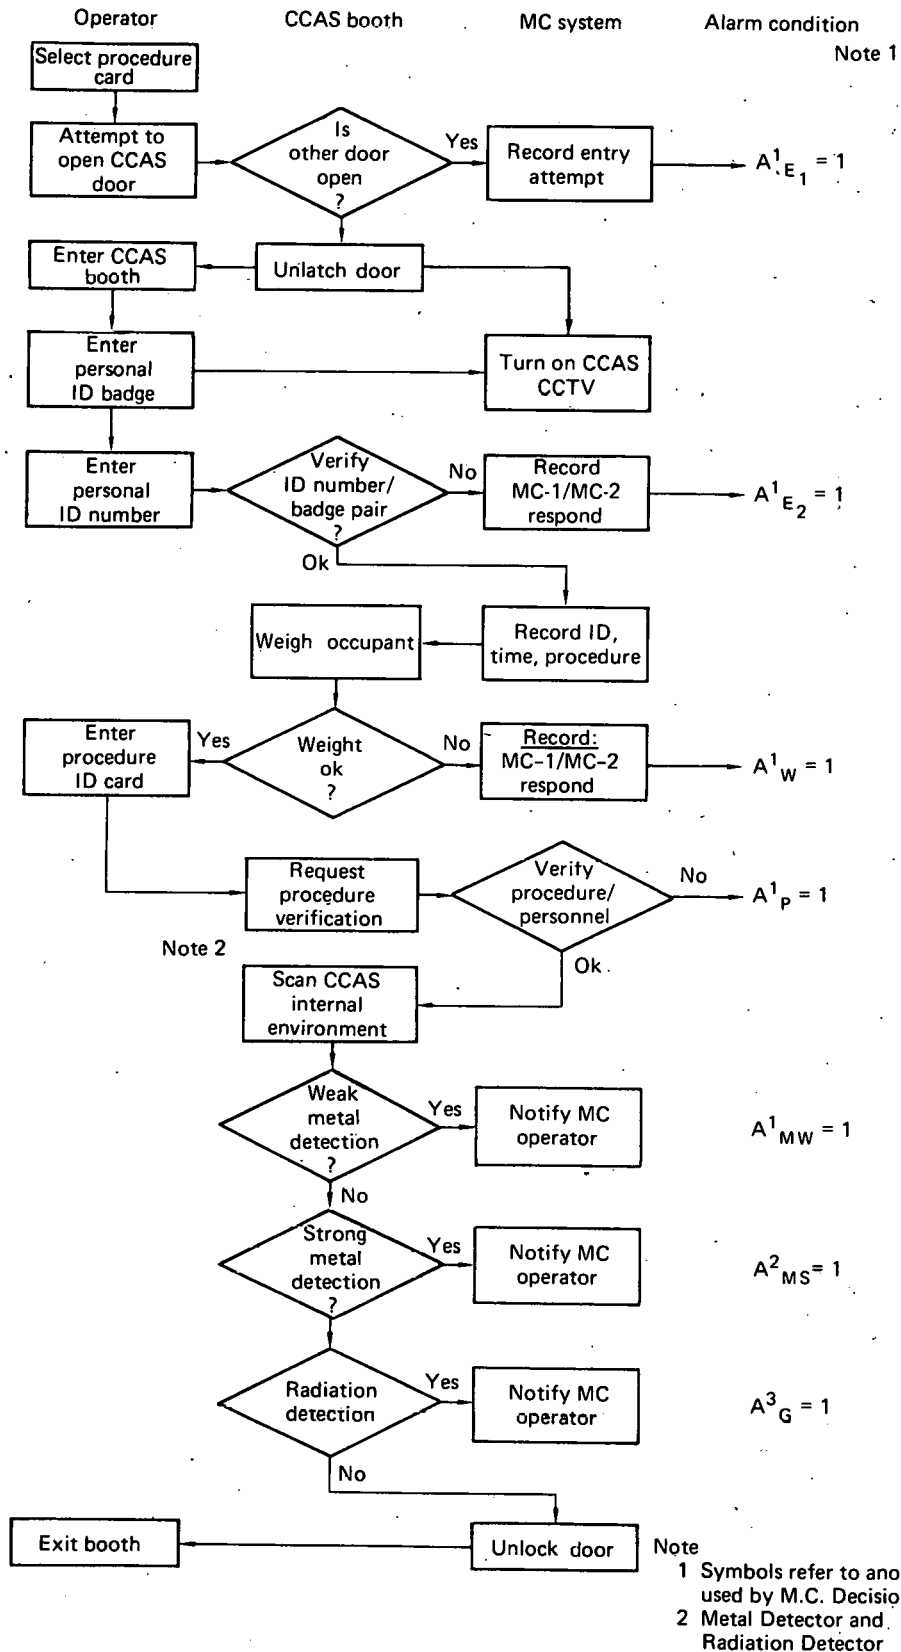 Operator
CCAS booth
MC system
Alarm condition
Note 1
Select procedure
card
Attempt to
open CCAS
door
Is
other door
open
?
Yes
Record entry
attempt
A¹E₁ = 1
Enter CCAS
booth
Unlatch door
Enter
personal
ID badge
Turn on CCAS
CCTV
Enter
personal
ID number
Verify
ID number/
badge pair
?
No
Record
MC-1/MC-2
respond
A¹E₂ = 1
Ok
Weigh occupant
Record ID,
time, procedure
Enter
procedure
ID card
Yes
Weight
ok
?
No
Record:
MC-1/MC-2
respond
A¹W = 1
Request
procedure
verification
Verify
procedure/
personnel
No
A¹P = 1
Note 2
Ok
Scan CCAS
internal
environment
Weak
metal
detection
?
Yes
Notify MC
operator
A¹MW = 1
No
Strong
metal
detection
?
Yes
Notify MC
operator
A²MS = 1
Radiation
detection
Yes
Notify MC
operator
A³G = 1
No
Exit booth
Unlock door
Note
1 Symbols refer to ano
used by M.C. Decisio
2 Metal Detector and
Radiation Detector